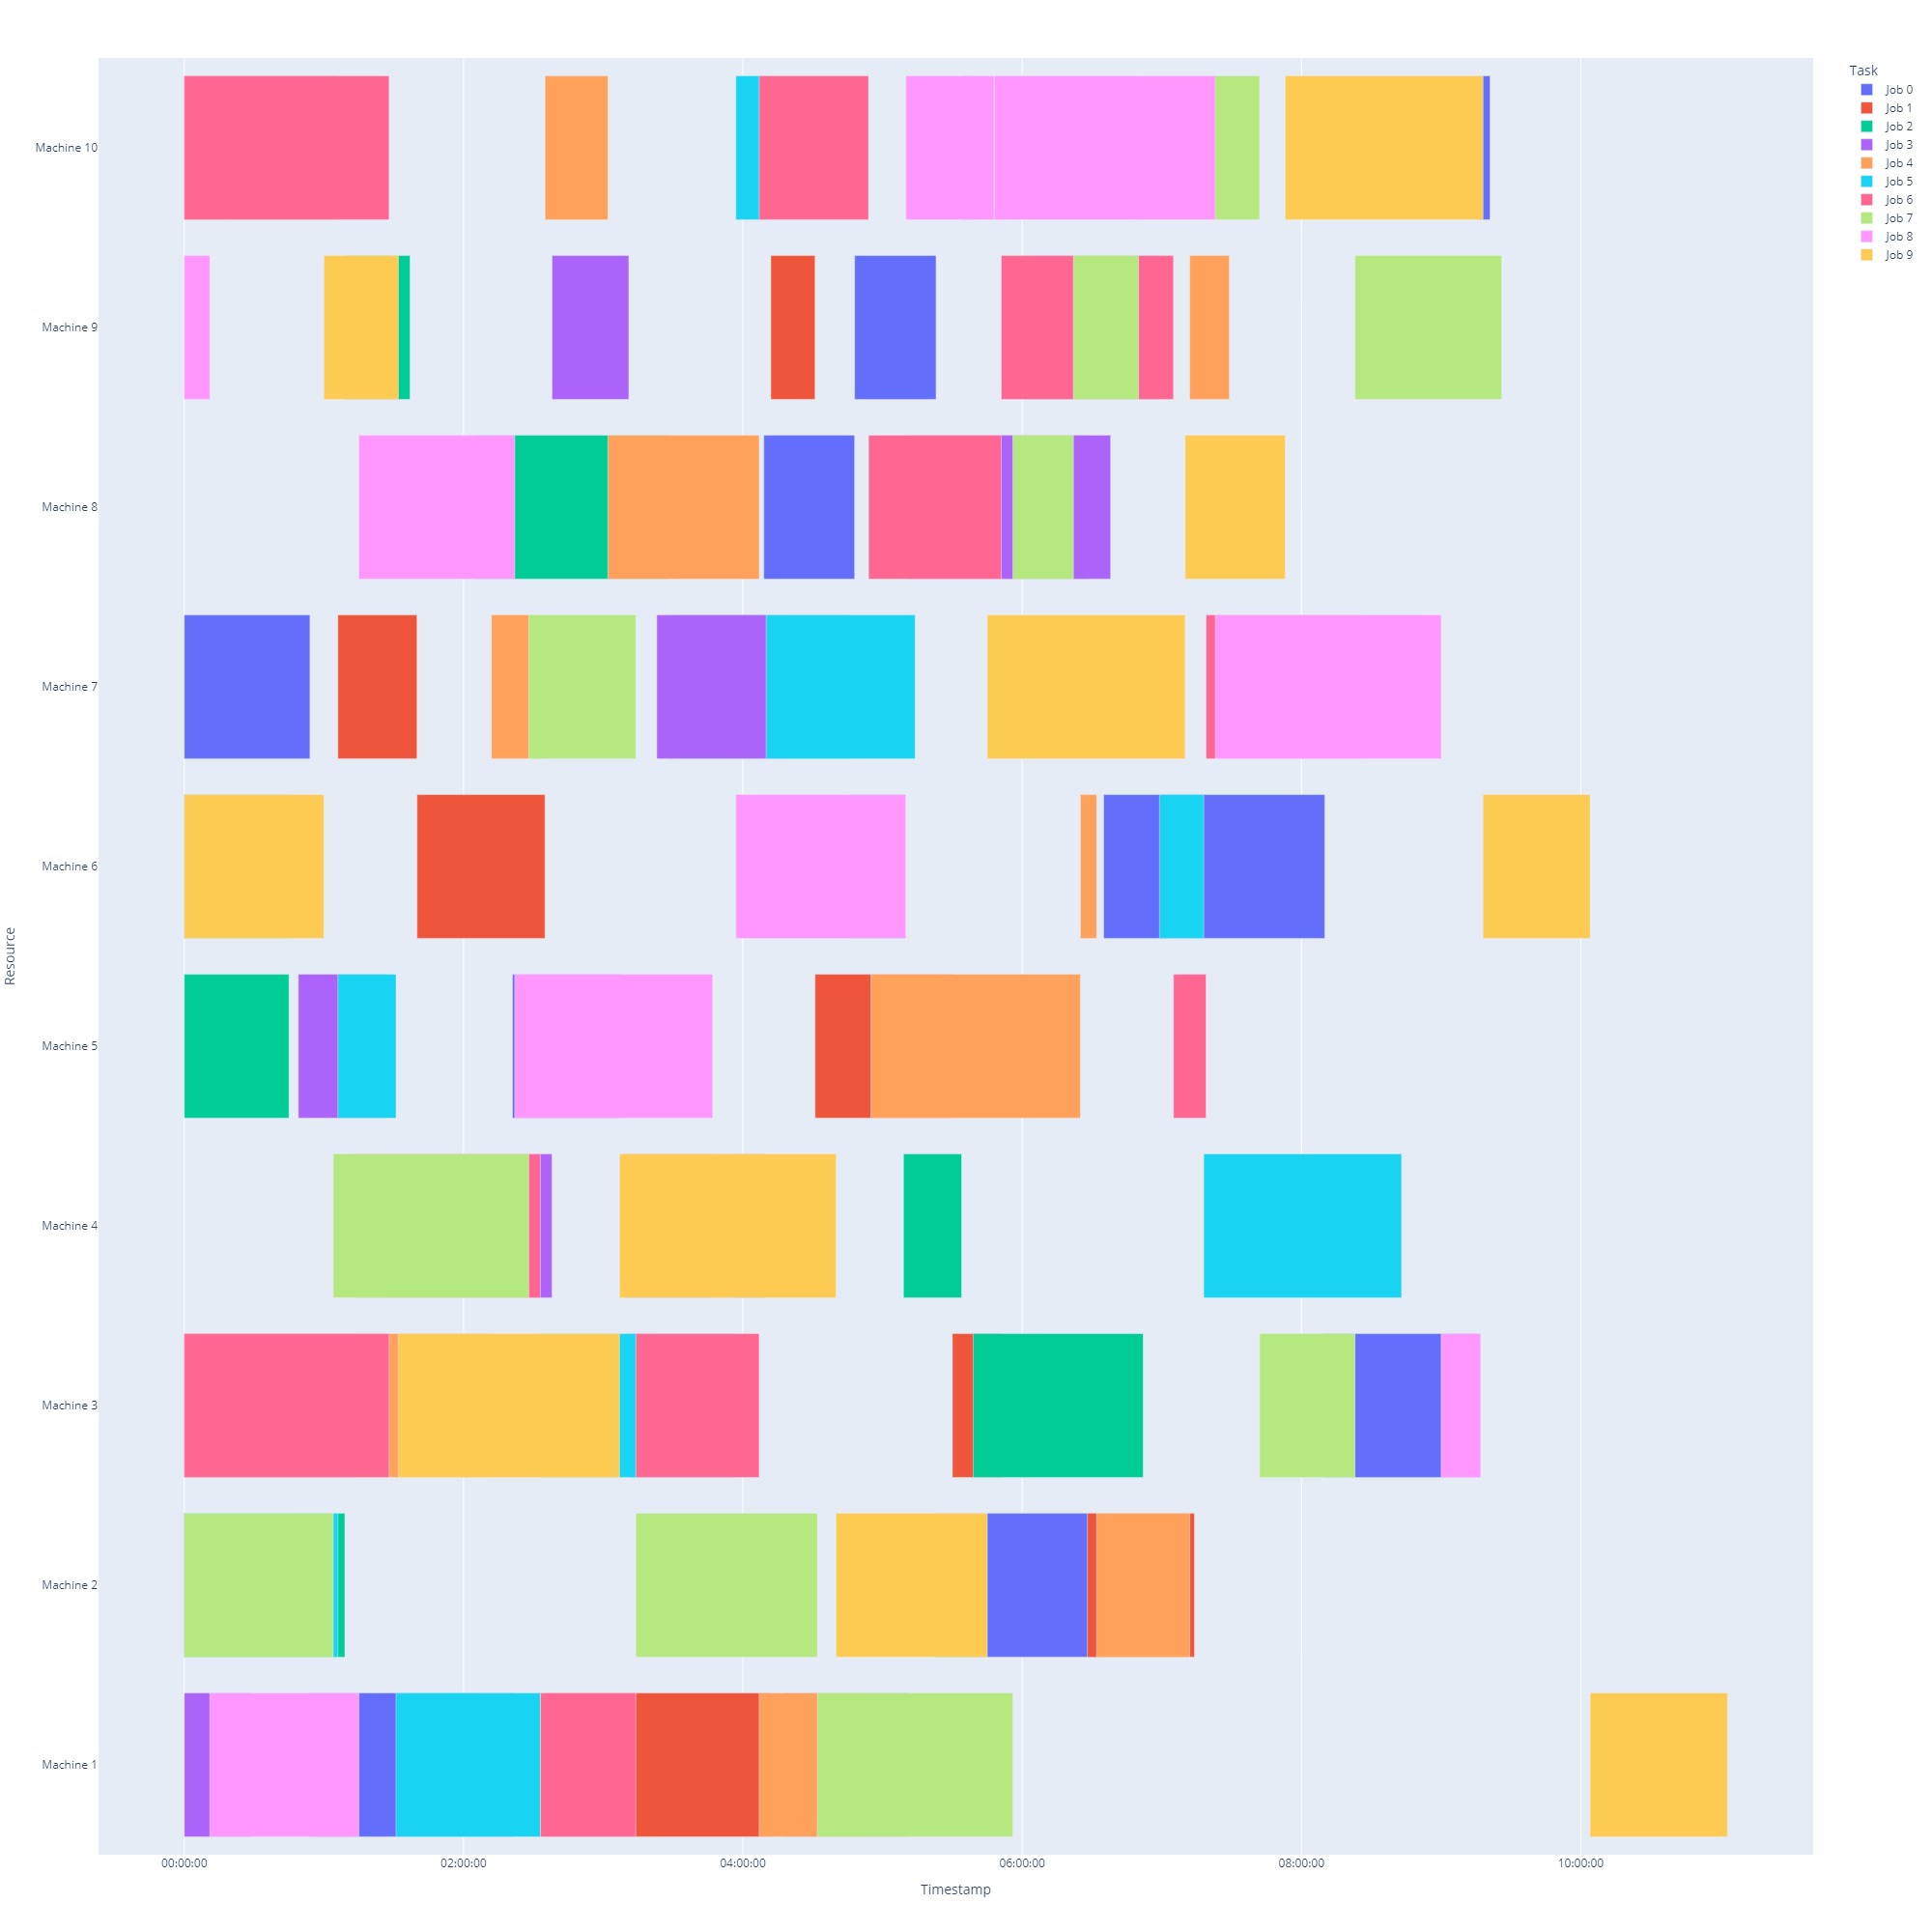 Task
Job 0
Job 1
Job 2
Job 3
Job 4
Job 5
Job 6
Job 7
Job 8
Job 9
Machine 10
Machine 9
Machine 8
Machine 7
Machine 6
Machine 5
Machine 4
Machine 3
Machine 2
Machine 1
Resource
00:00:00 02:00:00 04:00:00 06:00:00 08:00:00 10:00:00
Timestamp